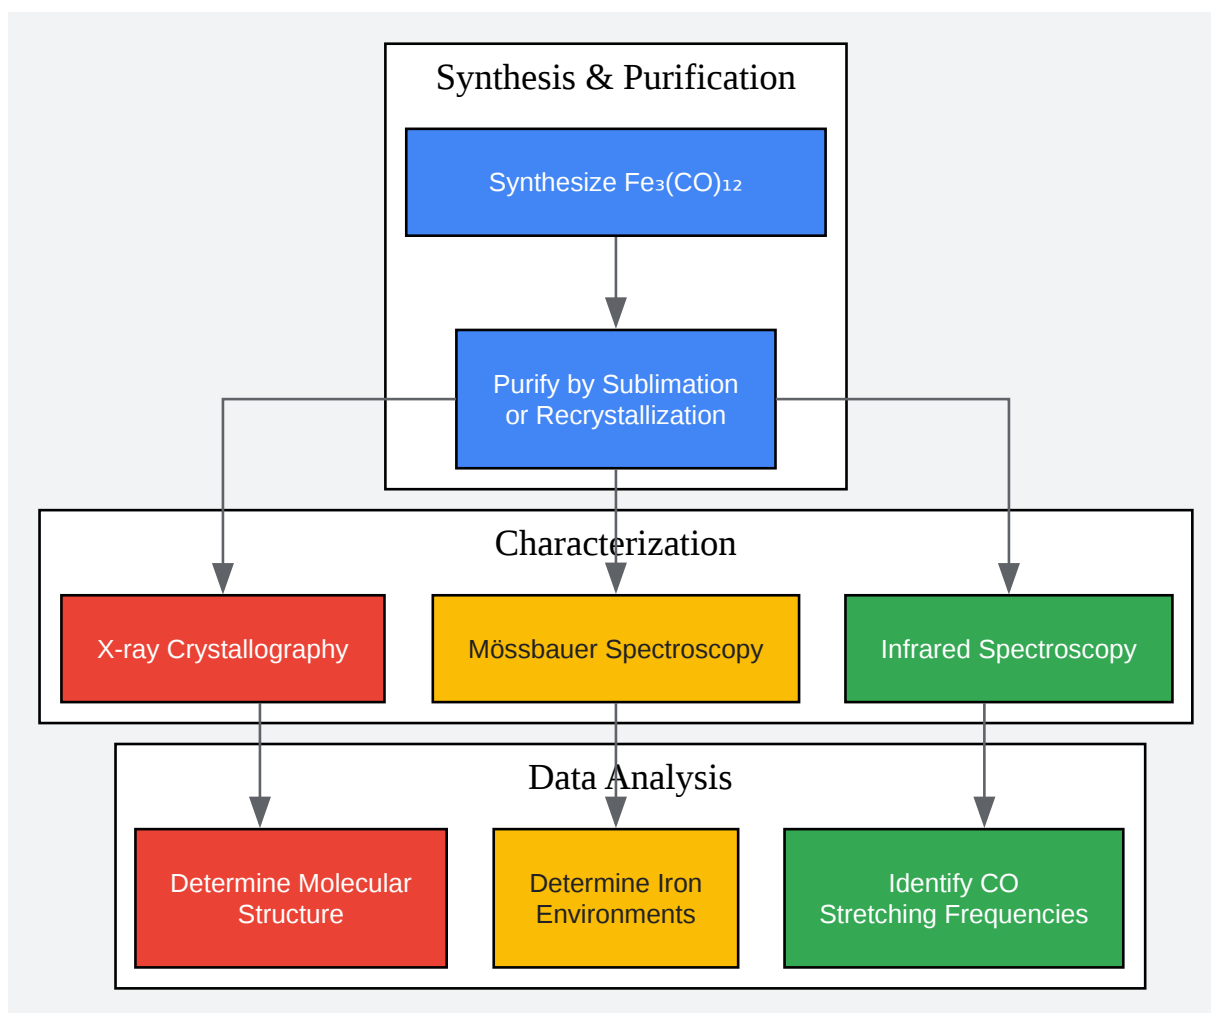 Synthesis & Purification
Synthesize Fe₃(CO)₁₂
Purify by Sublimation
or Recrystallization
Characterization
X-ray Crystallography
Mössbauer Spectroscopy
Infrared Spectroscopy
Data Analysis
Determine Molecular
Structure
Determine Iron
Environments
Identify CO
Stretching Frequencies